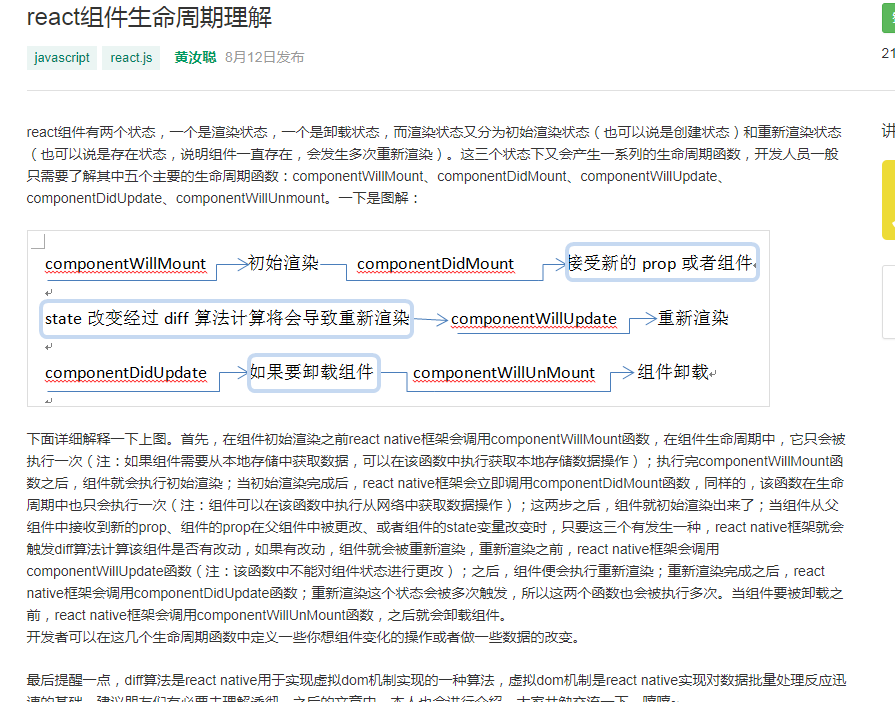 react组件生命周期理解
javascript react.js 黄汝聪 8月12日发布
21
react组件有两个状态，一个是渲染状态，一个是卸载状态，而渲染状态又分为初始渲染状态（也可以说是创建状态）和重新渲染状态
（也可以说是存在状态，说明组件一直存在，会发生多次重新渲染）。这三个状态下又会产生一系列的生命周期函数，开发人员一般
只需要了解其中五个主要的生命周期函数：componentWillMount、componentDidMount、componentWillUpdate、
componentDidUpdate、componentWillUnmount。一下是图解：
讲
componentWillMount 初始渲染 componentDidMount 接受新的 prop 或者组件
state 改变经过 diff 算法计算将会导致重新渲染 componentWillUpdate 重新渲染
componentDidUpdate 如果要卸载组件 componentWillUnMount 组件卸载
下面详细解释一下上图。首先，在组件初始渲染之前react native框架会调用componentWillMount函数，在组件生命周期中，它只会被
执行一次（注：如果组件需要从本地存储中获取数据，可以在该函数中执行获取本地存储数据操作）；执行完componentWillMount函
数之后，组件就会执行初始渲染；当初始渲染完成后，react native框架会立即调用componentDidMount函数，同样的，该函数在生命
周期中也只会执行一次（注：组件可以在该函数中执行从网络中获取数据操作）；这两步之后，组件就初始渲染出来了；当组件从父
组件中接收到新的prop、组件的prop在父组件中被更改、或者组件的state变量改变时，只要这三个有发生一种，react native框架就会
触发diff算法计算该组件是否有改动，如果有改动，组件就会被重新渲染，重新渲染之前，react native框架会调用
componentWillUpdate函数（注：该函数中不能对组件状态进行更改）；之后，组件便会执行重新渲染；重新渲染完成之后，react
native框架会调用componentDidUpdate函数；重新渲染这个状态会被多次触发，所以这两个函数也会被执行多次。当组件要被卸载之
前，react native框架会调用componentWillUnMount函数，之后就会卸载组件。
开发者可以在这几个生命周期函数中定义一些你想组件变化的操作或者做一些数据的改变。
最后提醒一点，diff算法是react native用于实现虚拟dom机制实现的一种算法，虚拟dom机制是react native实现对数据批量处理反应迅